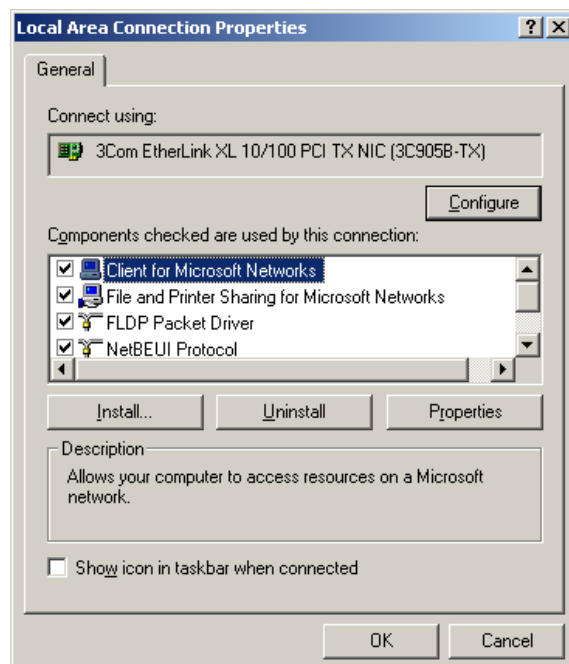 Local Area Connection Properties
General
Connect using:
3Com EtherLink XL 10/100 PCI TX NIC (3C905B-TX)
Configure
Components checked are used by this connection:
Client for Microsoft Networks
File and Printer Sharing for Microsoft Networks
FLDP Packet Driver
NetBEUI Protocol
Install... Uninstall Properties
Description
Allows your computer to access resources on a Microsoft
network.
Show icon in taskbar when connected
OK Cancel